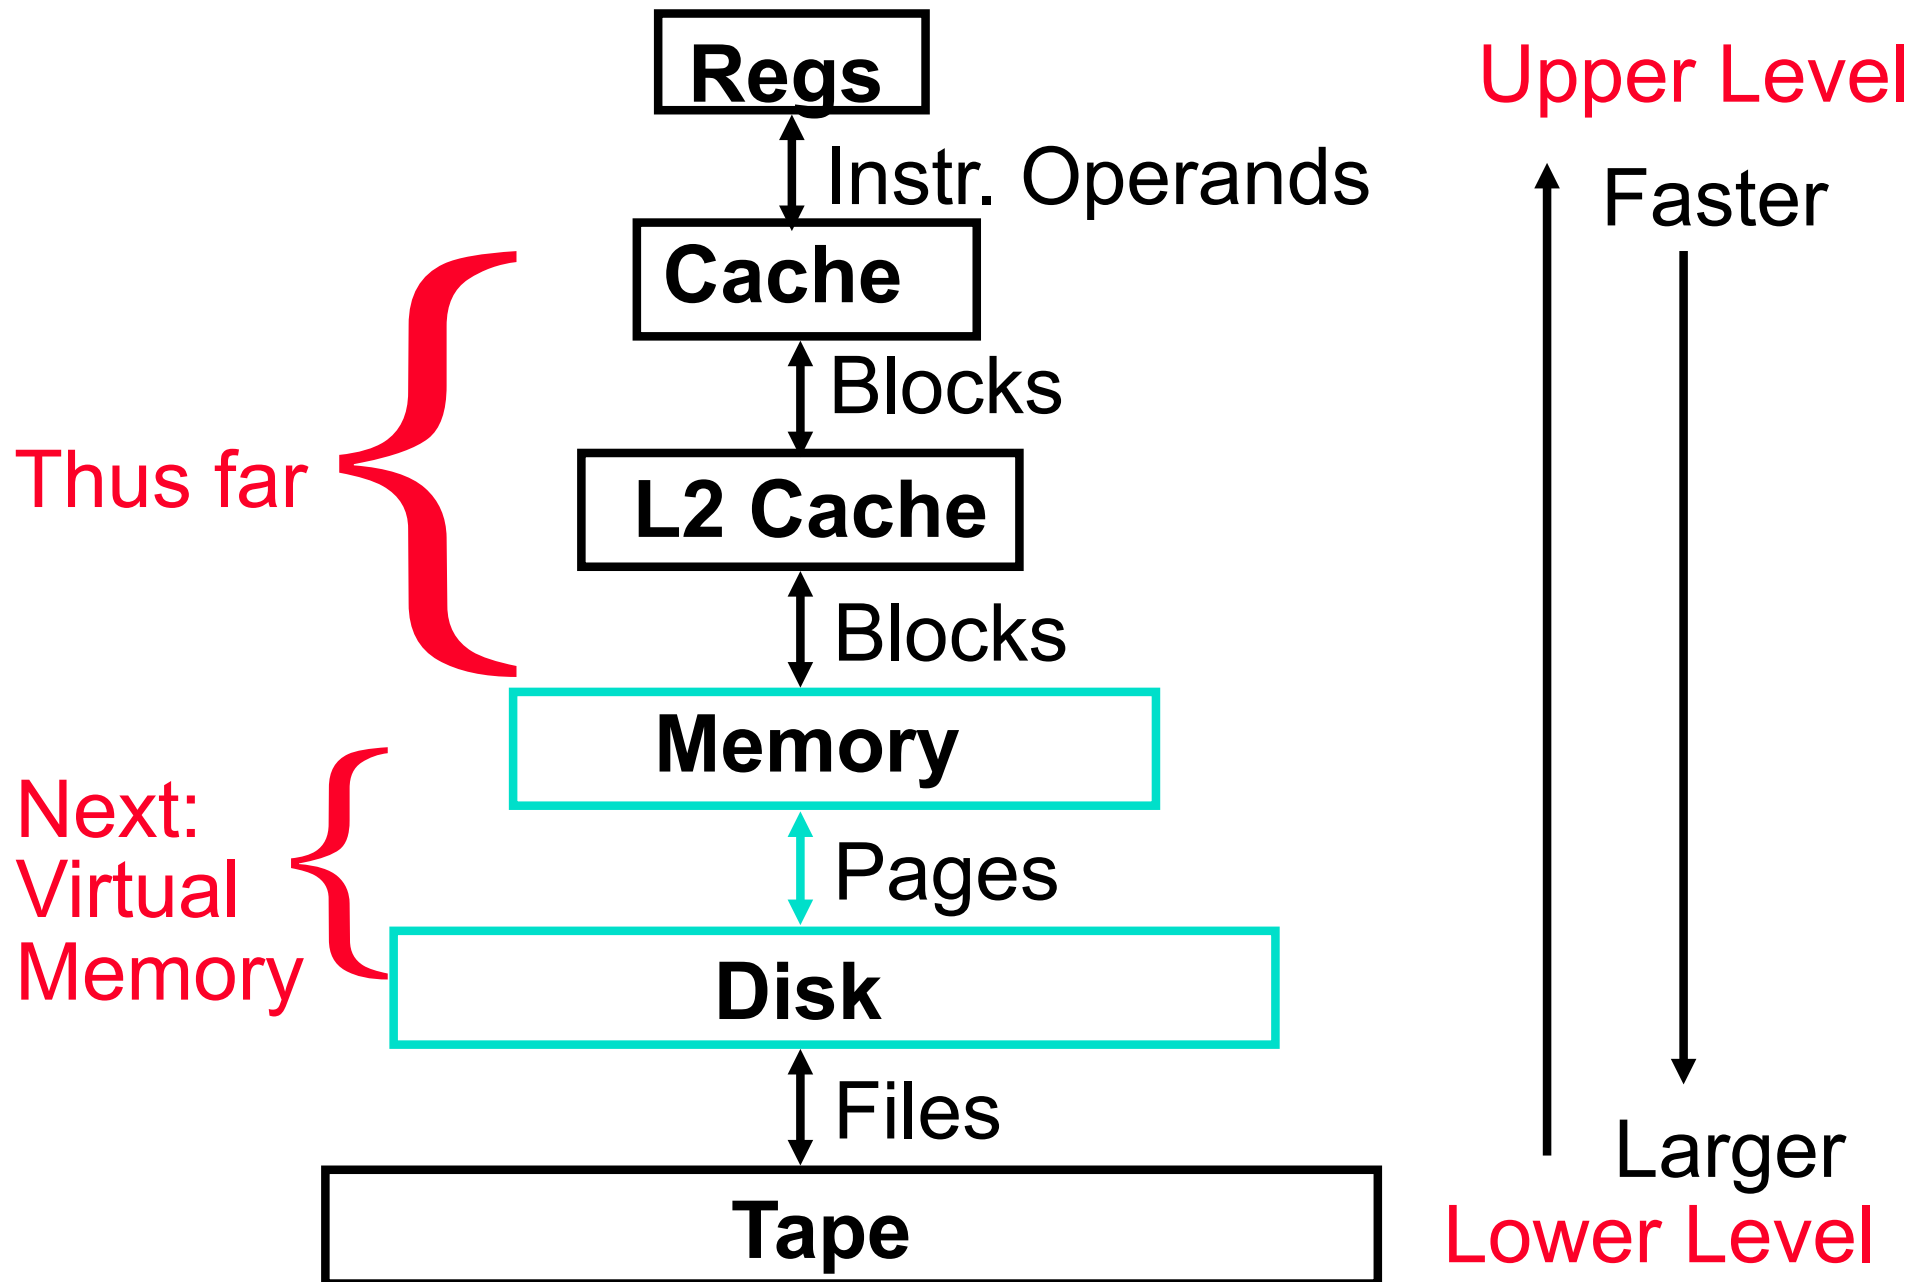 Regs
Upper Level
Instr. Operands
Faster
Cache
Blocks
Thus far
L2 Cache
Blocks
Memory
Next:
Virtual
Memory
Pages
Disk
Files
Larger
Tape
Lower Level